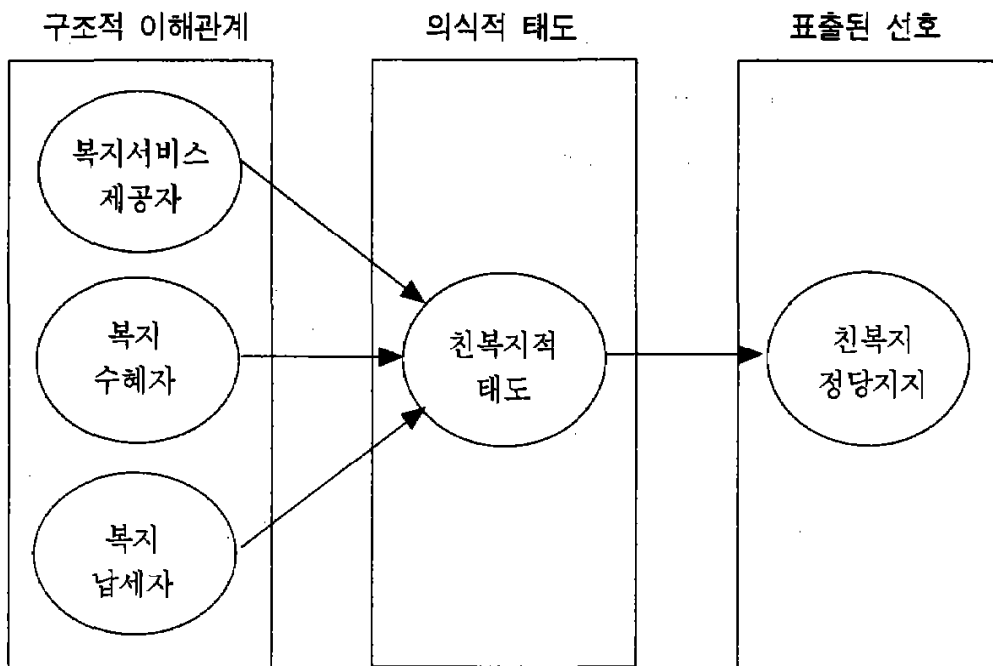 구조적 이해관계
의식적 태도
표출된 선호
복지서비스
제공자
복지
수혜자
복지
납세자
친복지적
태도
친복지
정당지지